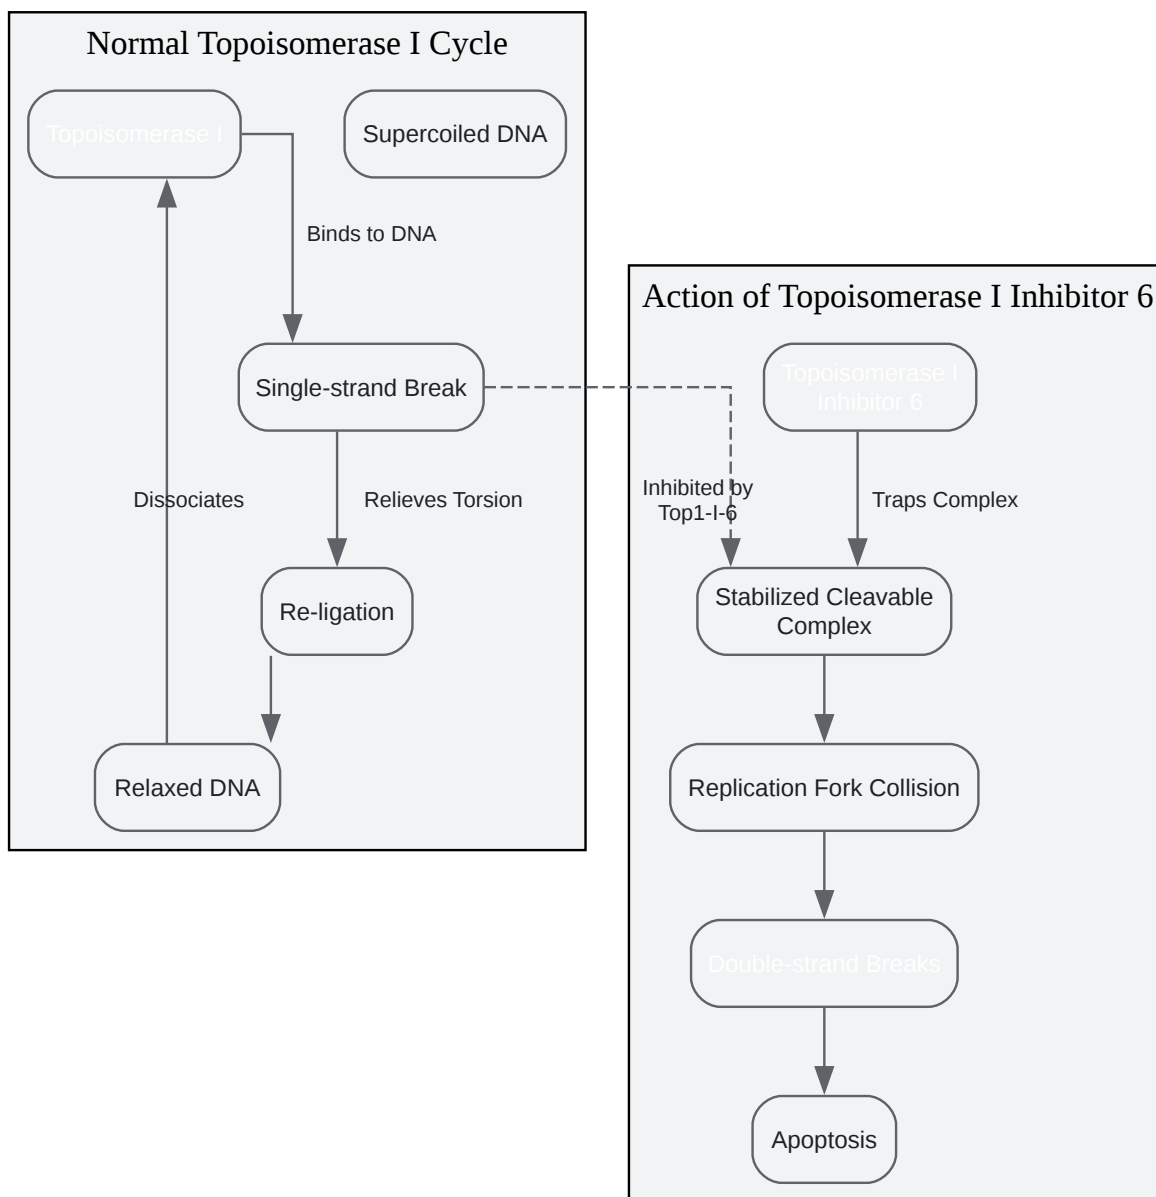 Normal Topoisomerase I Cycle
Topoisomerase I
Supercoiled DNA
Binds to DNA
Single-strand Break
Dissociates
Relieves Torsion
Re-ligation
Relaxed DNA
Action of Topoisomerase I Inhibitor 6
Topoisomerase I
Inhibitor 6
Inhibited by
Top1-I-6
Traps Complex
Stabilized Cleavable
Complex
Replication Fork Collision
Double-strand Breaks
Apoptosis